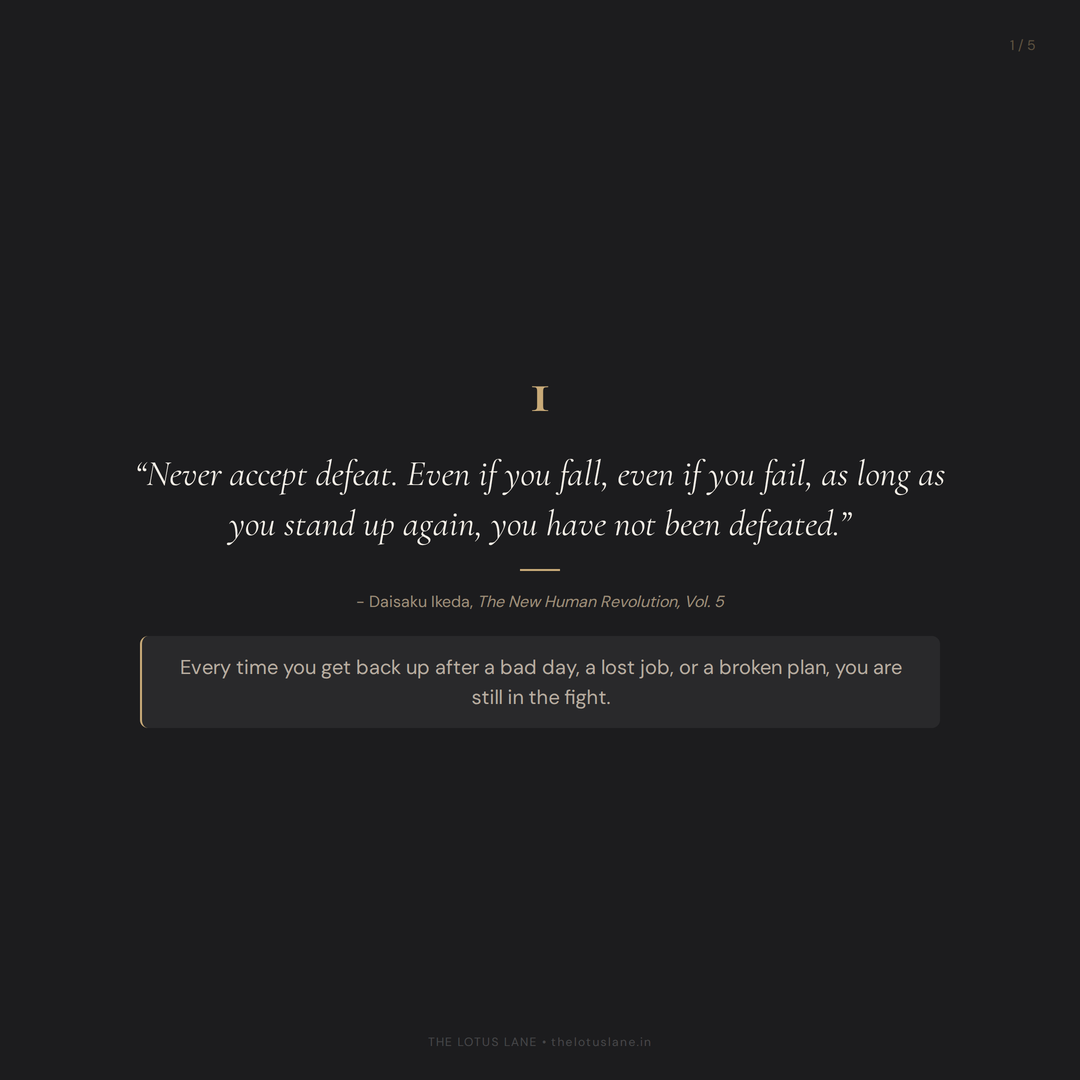 1 / 5
1
“Never accept defeat. Even if you fall, even if you fail, as long as
you stand up again, you have not been defeated.”
– Daisaku Ikeda, The New Human Revolution, Vol. 5
Every time you get back up after a bad day, a lost job, or a broken plan, you are
still in the fight.
THE LOTUS LANE • thelotuslane.in